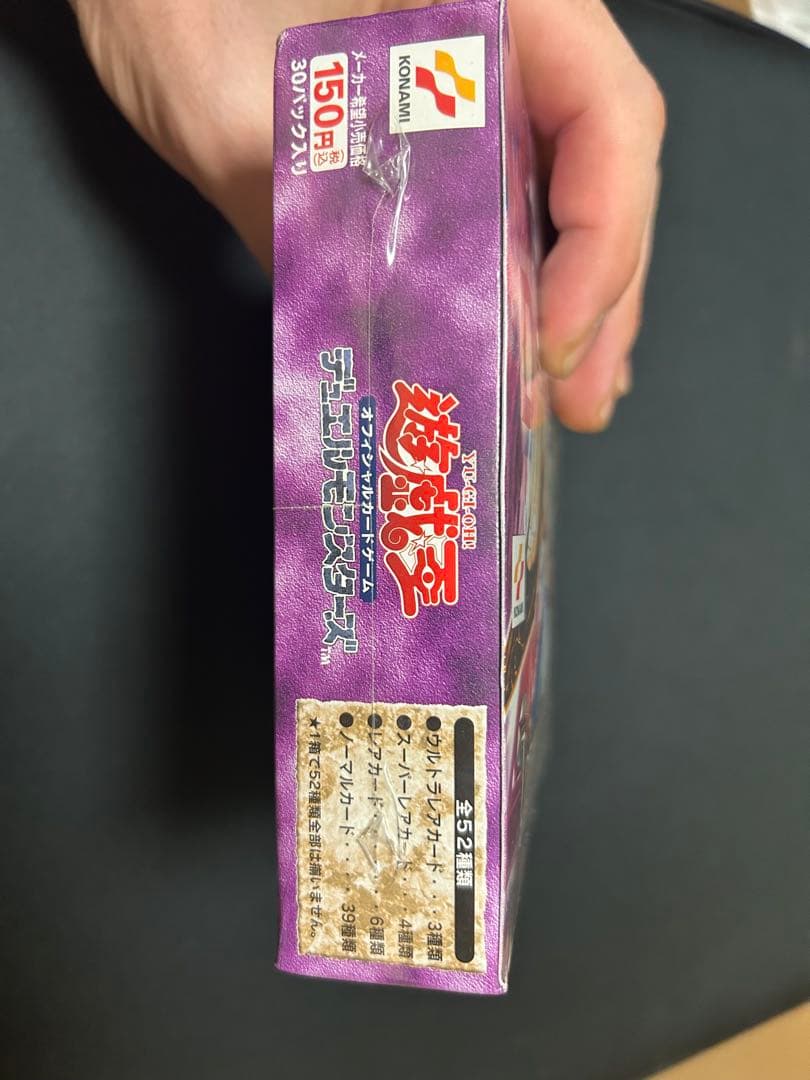 KONAMI
メーカー希望小売価格
150円(税込)
30パック入り
YU-GI-OH!
遊戯王
オフィシャルカードゲーム
デュエルモンスターズ™
KONAMI
全52種類
●ウルトラレアカード・・・3種類
●スーパーレアカード・・4種類
●レアカード・・・・・・6種類
●ノーマルカード・・・・39種類
★1箱で52種類全部は揃いません。